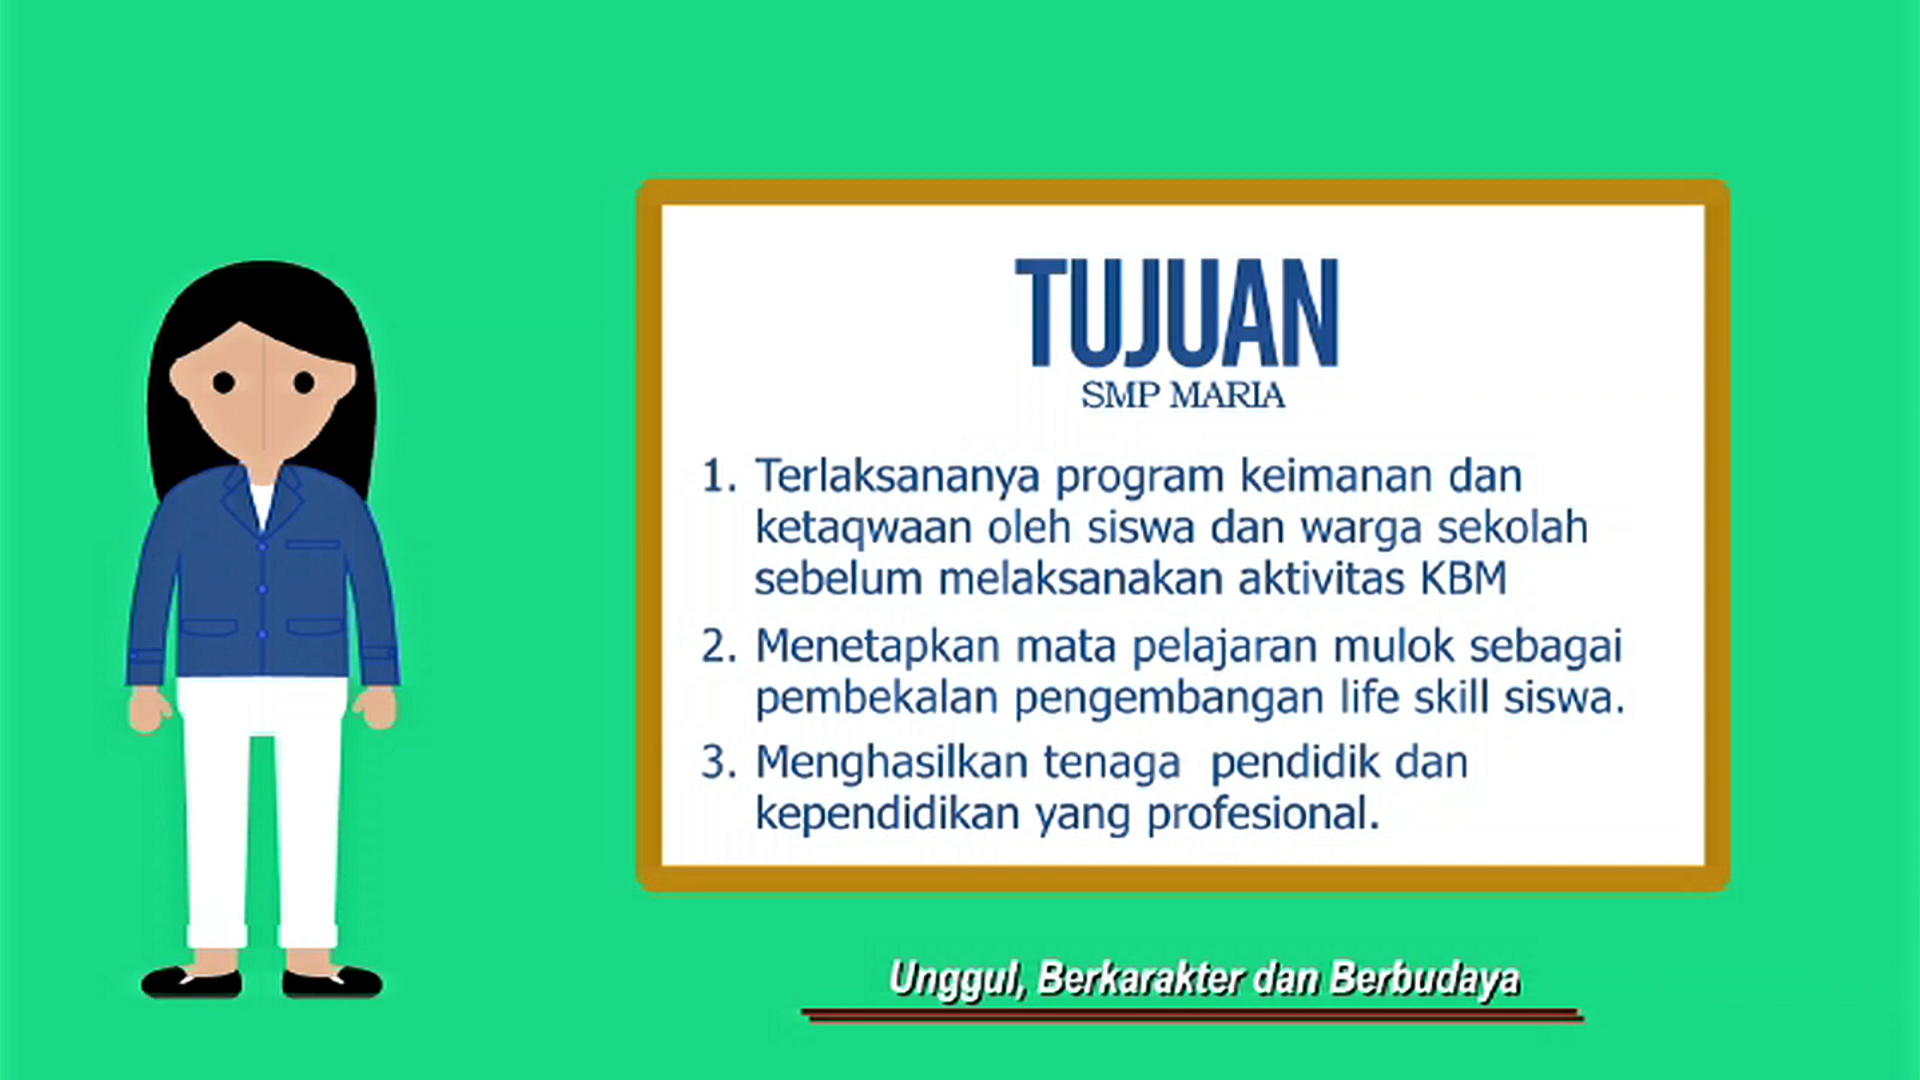 TUJUAN
SMP MARIA
1. Terlaksananya program keimanan dan
ketaqwaan oleh siswa dan warga sekolah
sebelum melaksanakan aktivitas KBM
2. Menetapkan mata pelajaran mulok sebagai
pembekalan pengembangan life skill siswa.
3. Menghasilkan tenaga pendidik dan
kependidikan yang profesional.
Unggul, Berkarakter dan Berbudaya